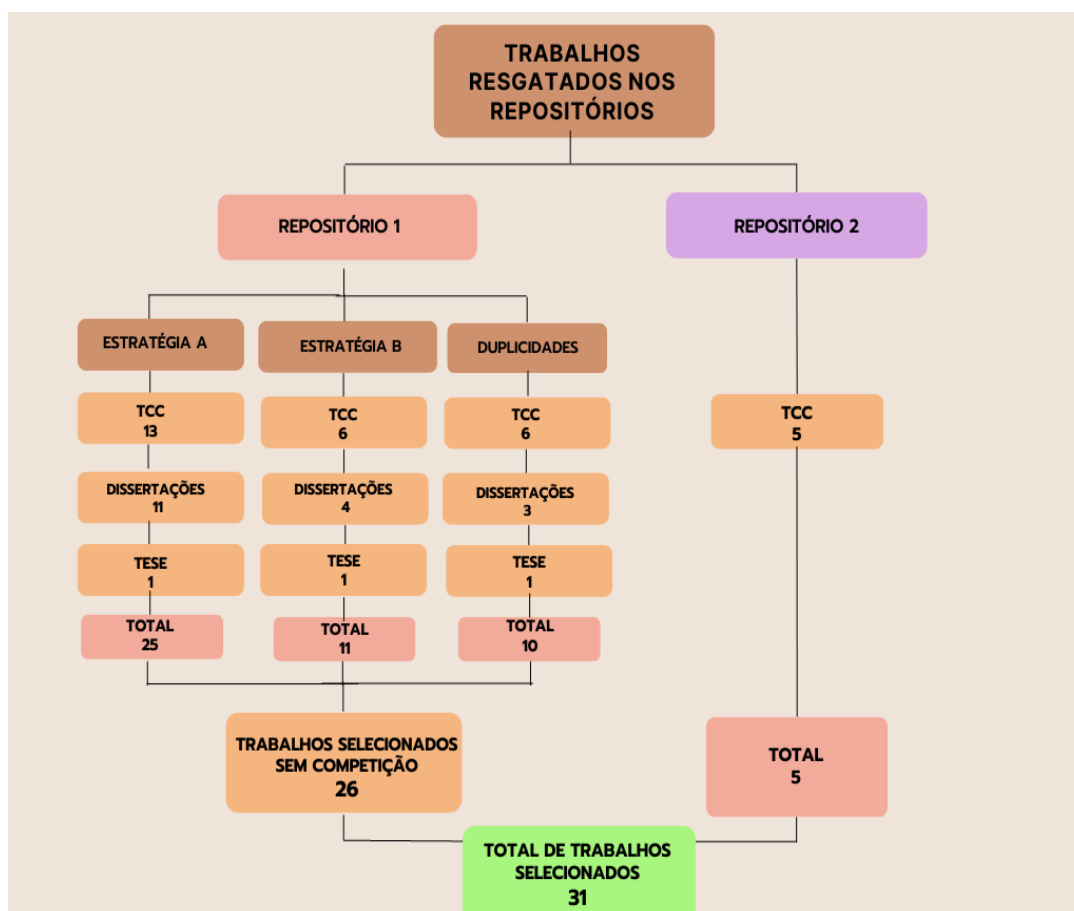 TRABALHOS
RESGATADOS NOS
REPOSITÓRIOS
REPOSITÓRIO 1
REPOSITÓRIO 2
ESTRATÉGIA A
ESTRATÉGIA B
DUPLICIDADES
TCC
13
TCC
6
TCC
6
TCC
5
DISSERTAÇÕES
11
DISSERTAÇÕES
4
DISSERTAÇÕES
3
TESE
1
TESE
1
TESE
1
TOTAL
25
TOTAL
11
TOTAL
10
TRABALHOS SELECIONADOS
SEM COMPETIÇÃO
26
TOTAL
5
TOTAL DE TRABALHOS
SELECIONADOS
31